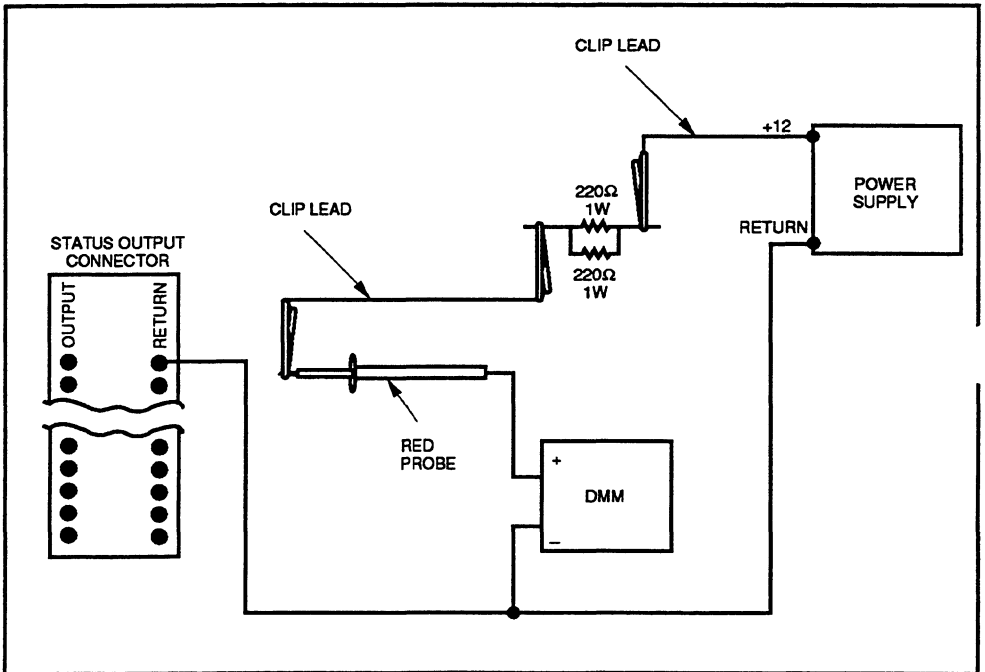 CLIP LEAD
+12
POWER
SUPPLY
220Ω
1W
CLIP LEAD
RETURN
STATUS OUTPUT
CONNECTOR
220Ω
1W
OUTPUT
RETURN
RED
PROBE
+
DMM
–